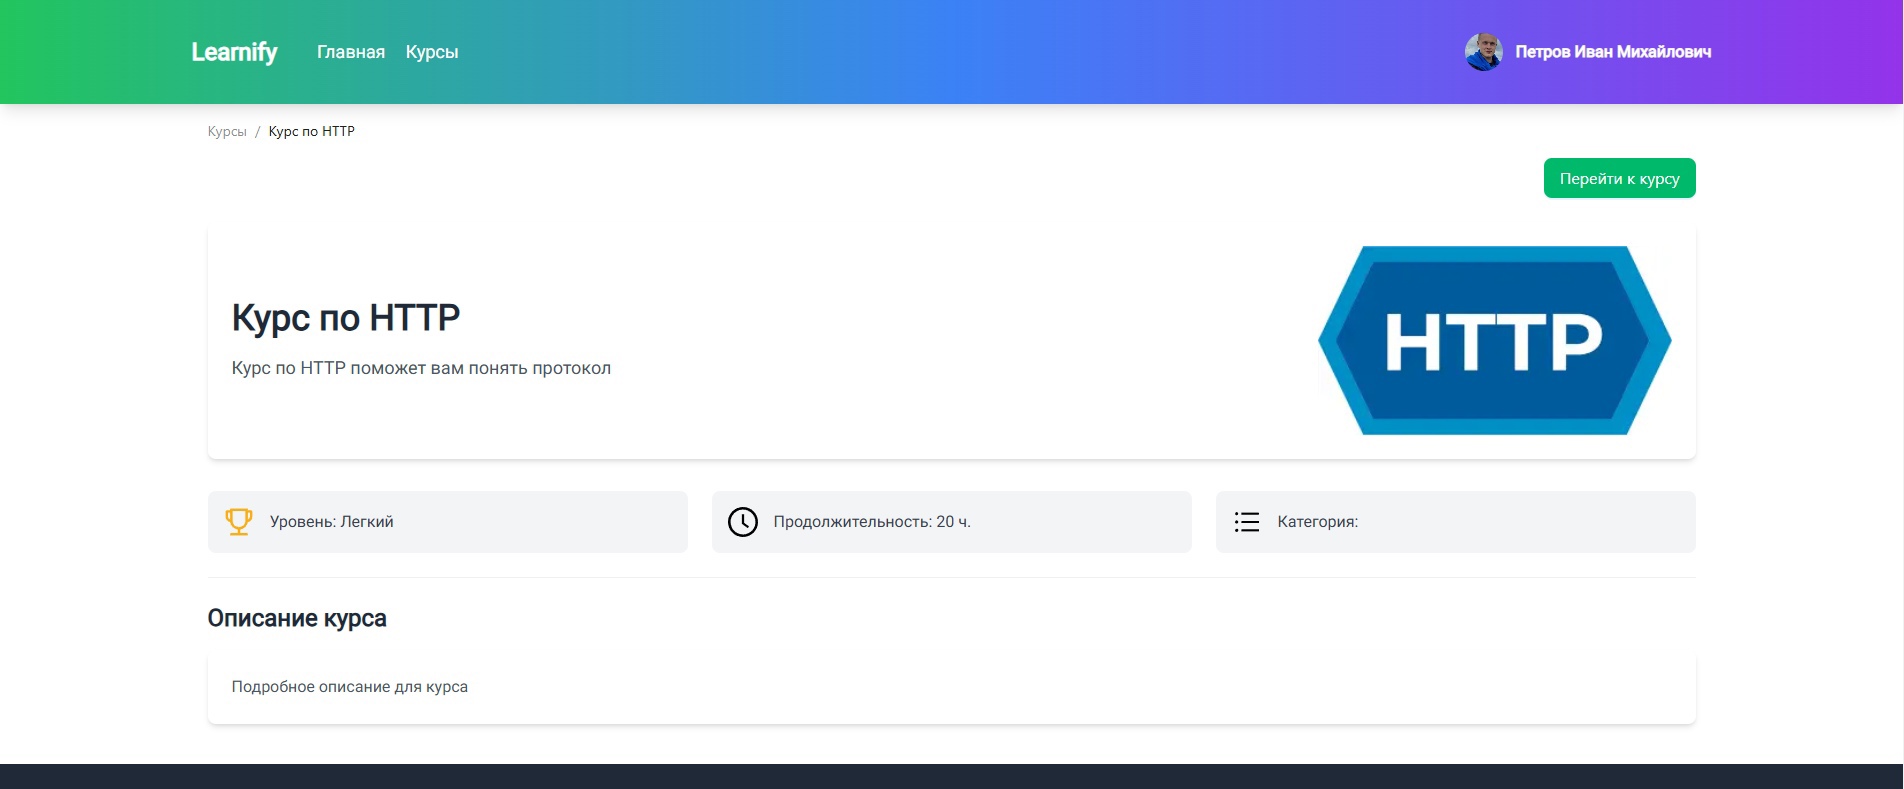 Learnify Главная Курсы Петров Иван Михайлович
Курсы / Курс по HTTP
Перейти к курсу
HTTP
Курс по HTTP
Курс по HTTP поможет вам понять протокол
Уровень: Легкий Продолжительность: 20 ч. Категория:
Описание курса
Подробное описание для курса